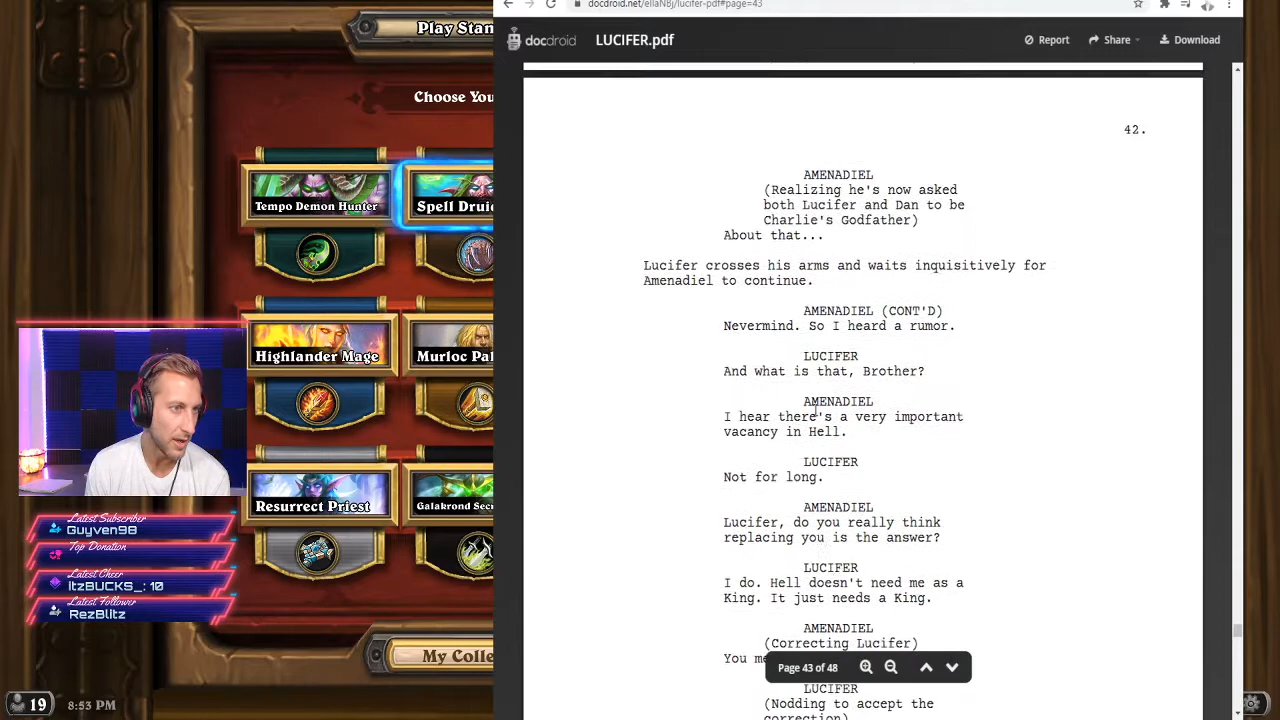 Play Stan
docdroid.net/ellaNBj/lucifer-pdf#page=43
docdroid
LUCIFER.pdf
Report
Share
Download
Choose You
Tempo Demon Hunter
Spell Druid
Highlander Mage
Murloc Pal
Resurrect Priest
Galakrond Sec
My Colle
Latest Subscriber
Guyven98
Top Donation
Latest Cheer
ItzBUCKS_: 10
Latest Follower
RezBlitz
19
8:53 PM
42.
AMENADIEL
(Realizing he's now asked
both Lucifer and Dan to be
Charlie's Godfather)
About that...
Lucifer crosses his arms and waits inquisitively for
Amenadiel to continue.
AMENADIEL (CONT'D)
Nevermind. So I heard a rumor.
LUCIFER
And what is that, Brother?
AMENADIEL
I hear there's a very important
vacancy in Hell.
LUCIFER
Not for long.
AMENADIEL
Lucifer, do you really think
replacing you is the answer?
LUCIFER
I do. Hell doesn't need me as a
King. It just needs a King.
AMENADIEL
(Correcting Lucifer)
You me
Page 43 of 48
LUCIFER
(Nodding to accept the
correction)